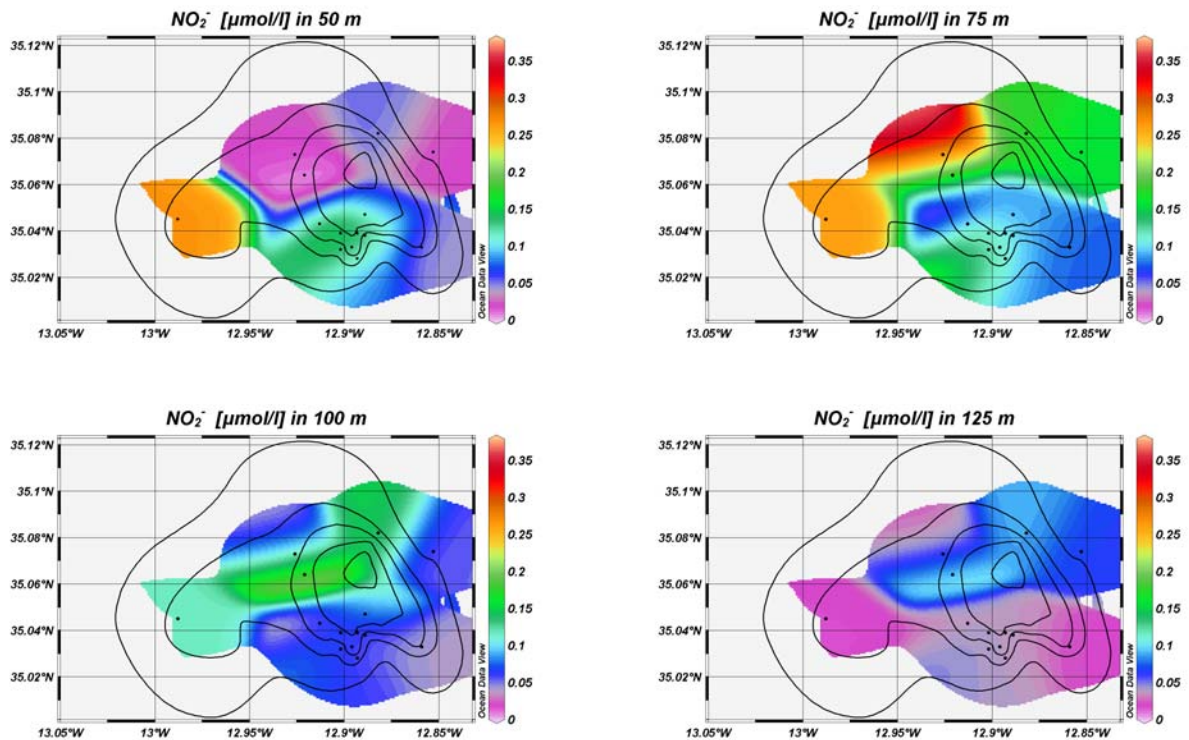 NO₂⁻ [µmol/l] in 50 m
NO₂⁻ [µmol/l] in 75 m
35.12°N
35.1°N
35.08°N
35.06°N
35.04°N
35.02°N
13.05°W 13°W 12.95°W 12.9°W 12.85°W
0.35
0.3
0.25
0.2
0.15
0.1
0.05
0
Ocean Data View
35.12°N
35.1°N
35.08°N
35.06°N
35.04°N
35.02°N
13.05°W 13°W 12.95°W 12.9°W 12.85°W
0.35
0.3
0.25
0.2
0.15
0.1
0.05
0
Ocean Data View
NO₂⁻ [µmol/l] in 100 m
NO₂⁻ [µmol/l] in 125 m
35.12°N
35.1°N
35.08°N
35.06°N
35.04°N
35.02°N
13.05°W 13°W 12.95°W 12.9°W 12.85°W
0.35
0.3
0.25
0.2
0.15
0.1
0.05
0
Ocean Data View
35.12°N
35.1°N
35.08°N
35.06°N
35.04°N
35.02°N
13.05°W 13°W 12.95°W 12.9°W 12.85°W
0.35
0.3
0.25
0.2
0.15
0.1
0.05
0
Ocean Data View